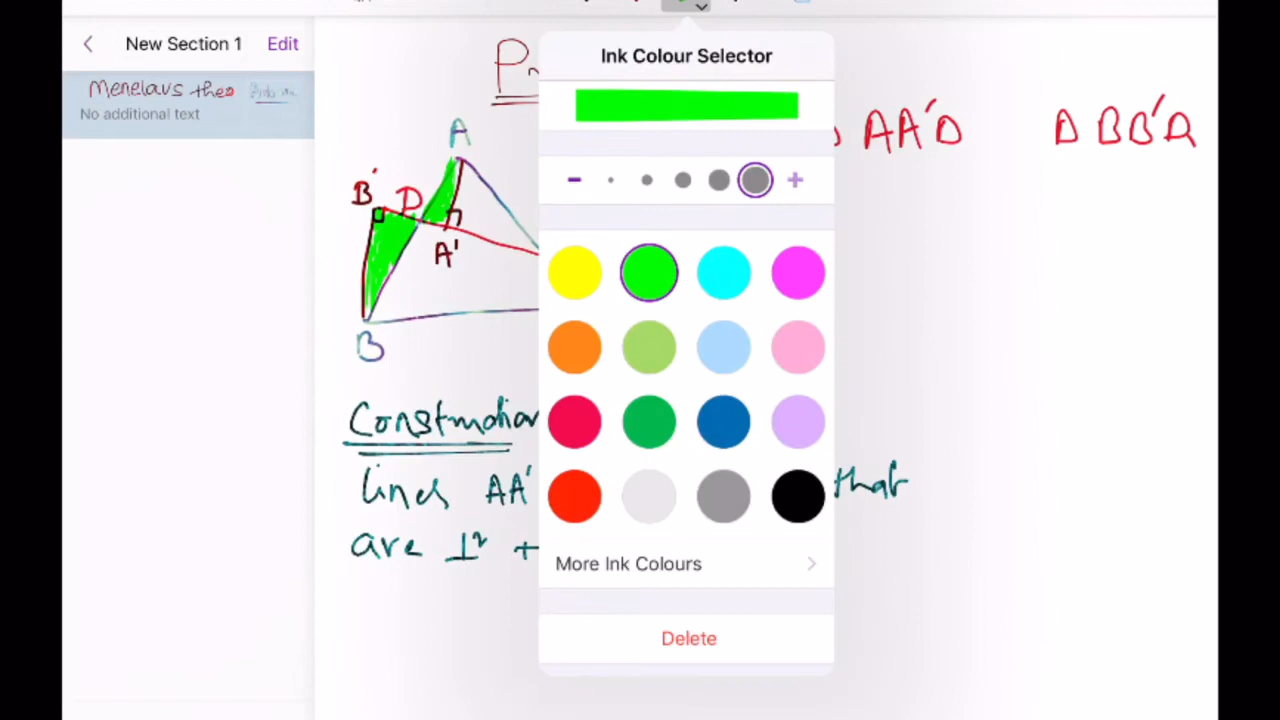 New Section 1 Edit
Menelaus theo
No additional text
Ink Colour Selector
AA'D Δ BB'D
A
B' D
A'
B
Construction
lines AA' that
are ⊥r
More Ink Colours
Delete